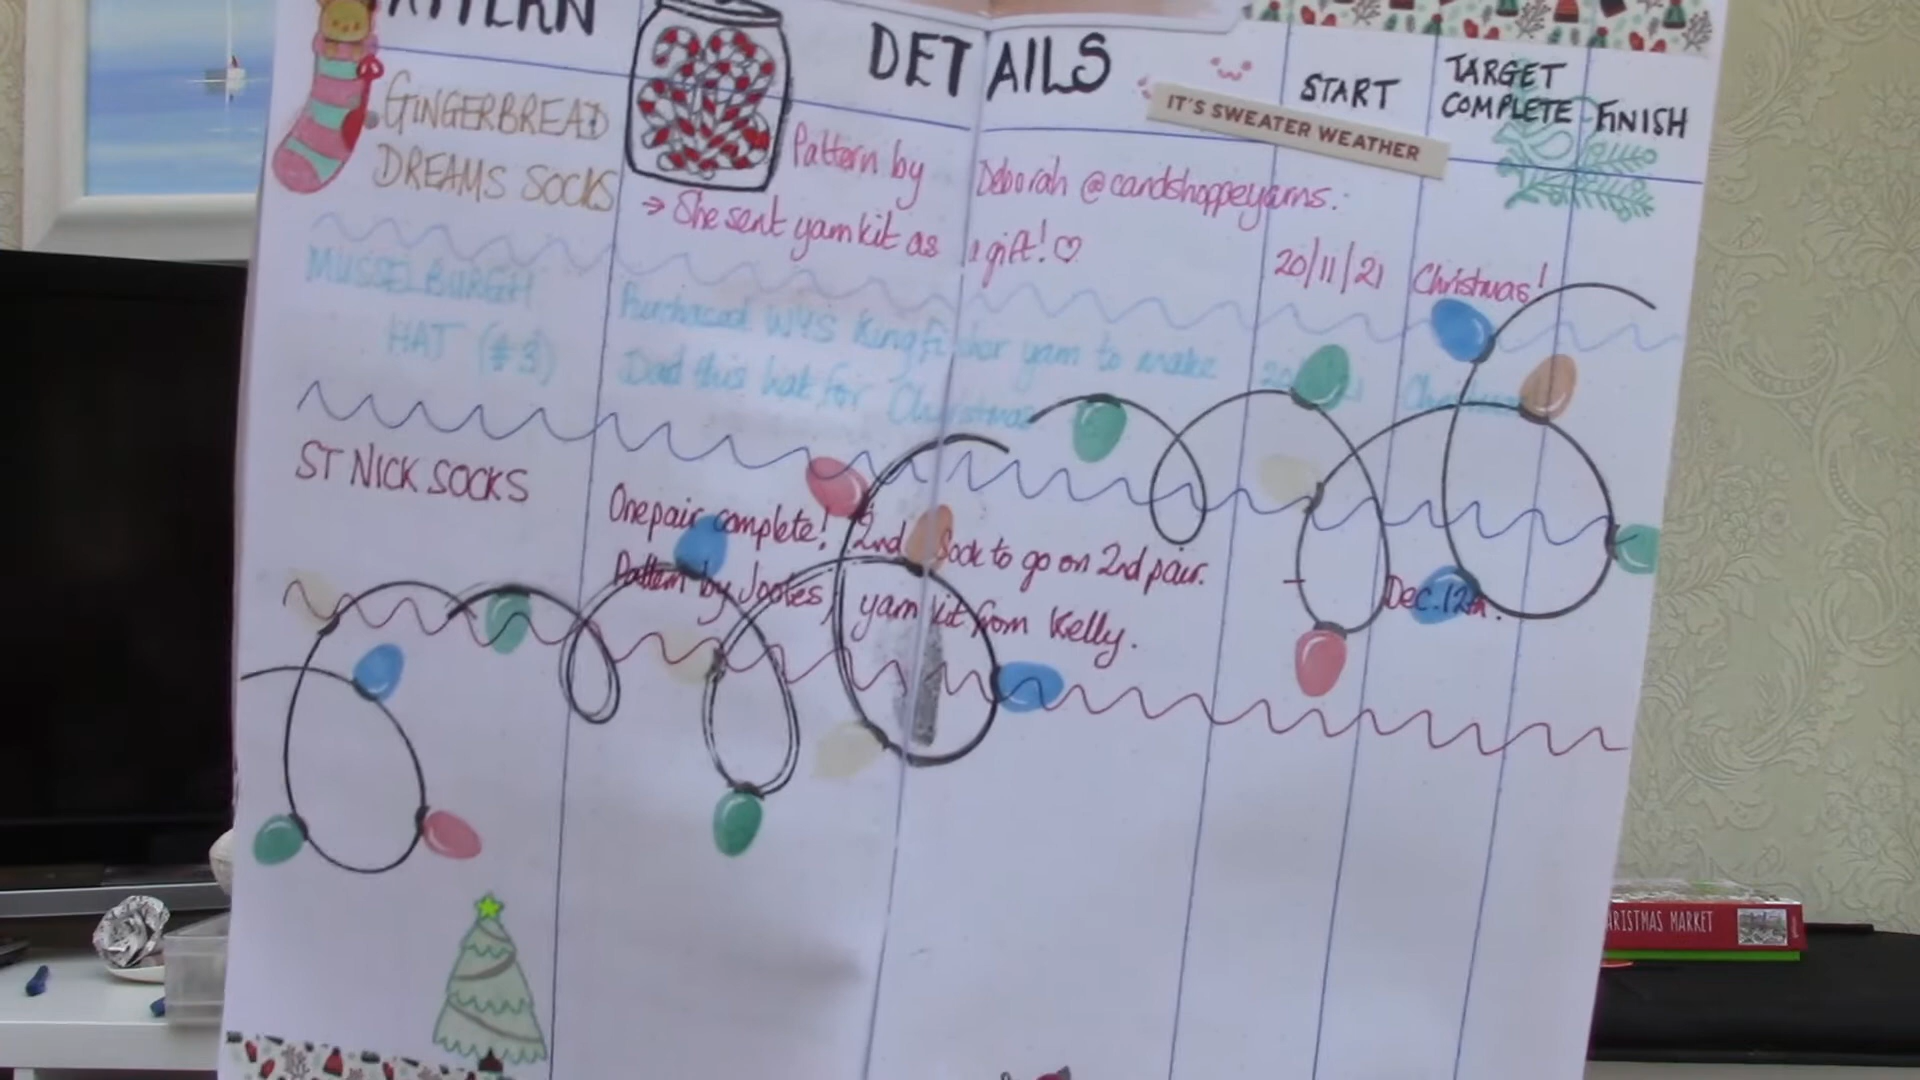 PATTERN
DETAILS
START
TARGET
COMPLETE
FINISH
IT'S SWEATER WEATHER
GINGERBREAD
DREAMS SOCKS
Pattern by Deborah @candshoppeyarns.
→ She sent yarn kit as a gift! ♡
20/11/21
Christmas!
MUSSELBURGH
HAT (#3)
Purchased WYS Kingfisher yarn to make
Dad this hat for Christmas
Christmas
ST NICK SOCKS
One pair complete! 2nd Sock to go on 2nd pair.
Pattern by Jootes, yarn kit from Kelly.
–
Dec. 12th.
CHRISTMAS MARKET